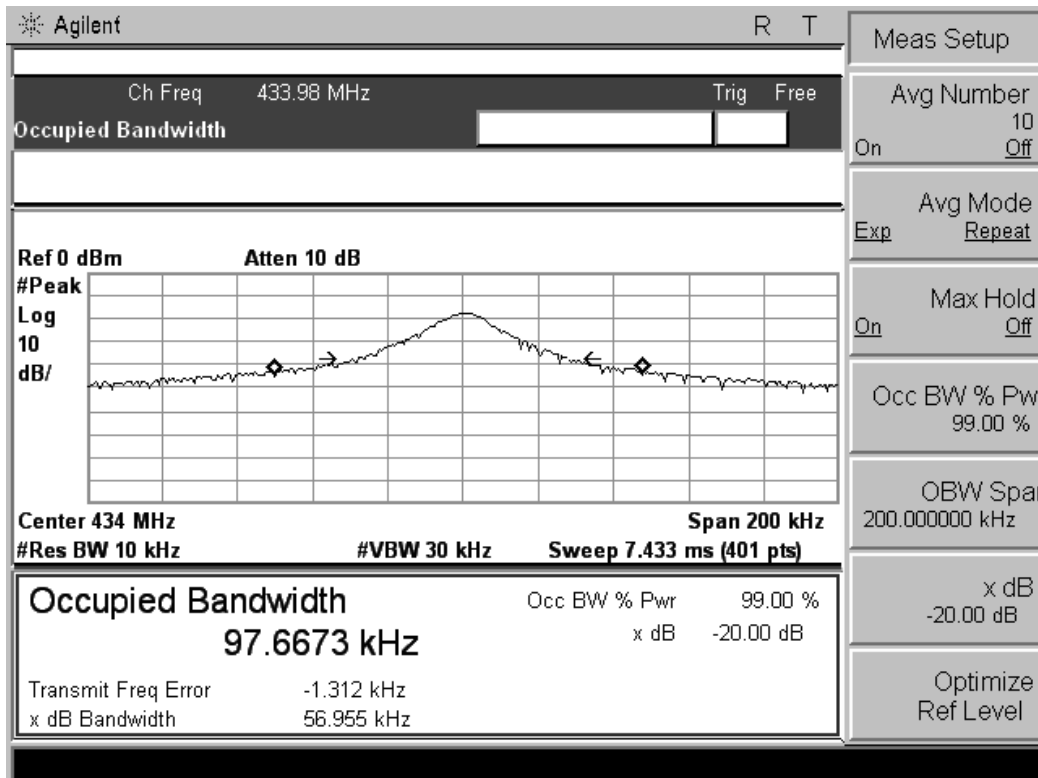 Agilent R T
Ch Freq 433.98 MHz Trig Free
Occupied Bandwidth
Ref 0 dBm Atten 10 dB
#Peak
Log
10
dB/
Center 434 MHz Span 200 kHz
#Res BW 10 kHz #VBW 30 kHz Sweep 7.433 ms (401 pts)
Occupied Bandwidth
97.6673 kHz
Occ BW % Pwr 99.00 %
x dB -20.00 dB
Transmit Freq Error -1.312 kHz
x dB Bandwidth 56.955 kHz
Meas Setup
Avg Number
10
On Off
Avg Mode
Exp Repeat
Max Hold
On Off
Occ BW % Pw
99.00 %
OBW Spa
200.000000 kHz
x dB
-20.00 dB
Optimize
Ref Level